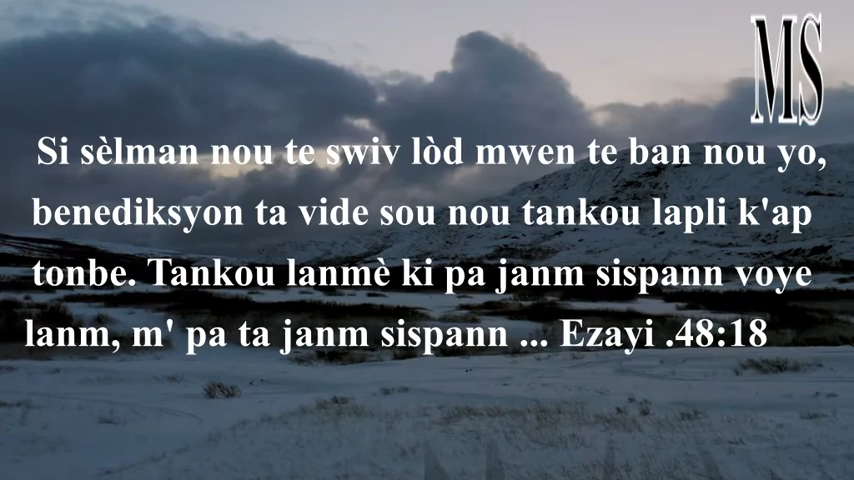 MS
Si sèlman nou te swiv lòd mwen te ban nou yo,
benediksyon ta vide sou nou tankou lapli k'ap
tonbe. Tankou lanmè ki pa janm sispann voye
lanm, m' pa ta janm sispann ... Ezayi .48:18